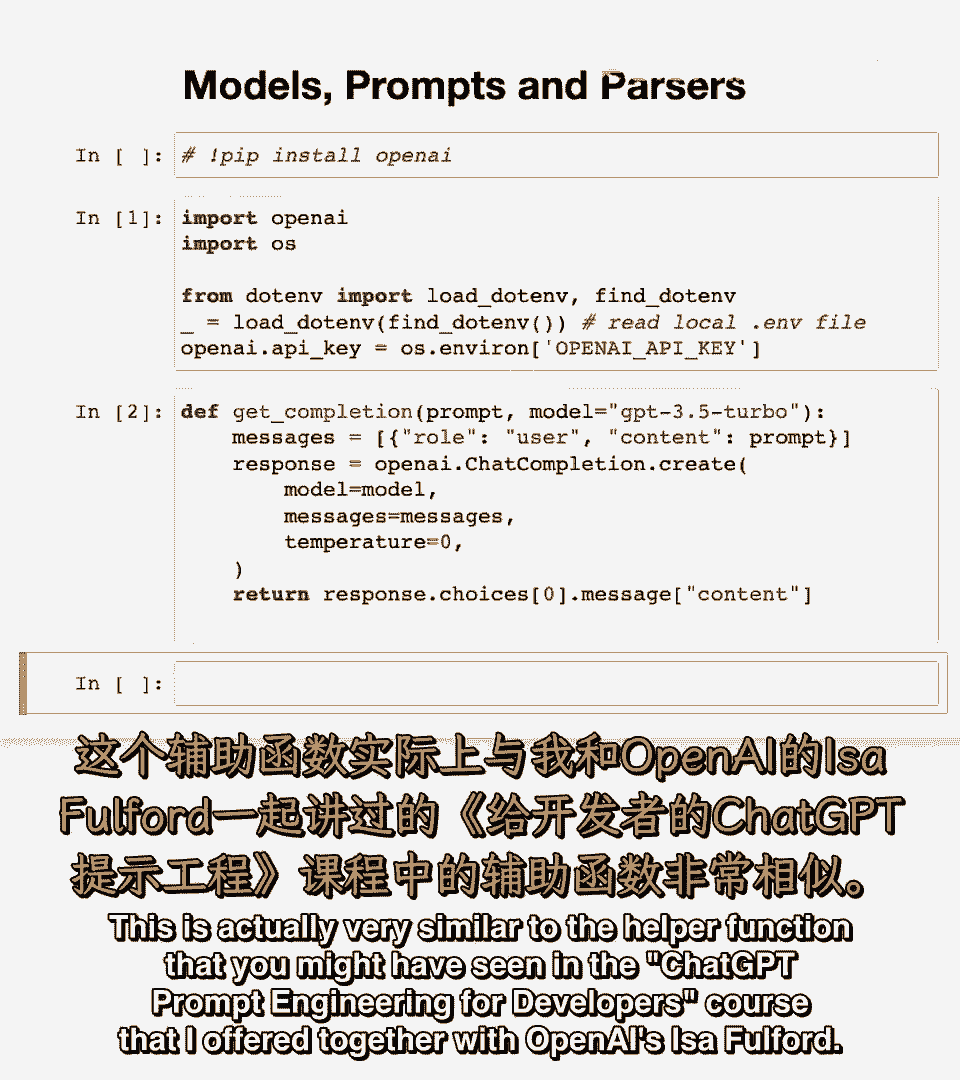 Models, Prompts and Parsers
In [ ]: # !pip install openai
In [1]: import openai
import os
from dotenv import load_dotenv, find_dotenv
_ = load_dotenv(find_dotenv()) # read local .env file
openai.api_key = os.environ['OPENAI_API_KEY']
In [2]: def get_completion(prompt, model="gpt-3.5-turbo"):
    messages = [{"role": "user", "content": prompt}]
    response = openai.ChatCompletion.create(
        model=model,
        messages=messages,
        temperature=0,
    )
    return response.choices[0].message["content"]
In [ ]:
这个辅助函数实际上与我和OpenAI的Isa
Fulford一起讲过的《给开发者的ChatGPT
提示工程》课程中的辅助函数非常相似。
This is actually very similar to the helper function
that you might have seen in the "ChatGPT
Prompt Engineering for Developers" course
that I offered together with OpenAI's Isa Fulford.